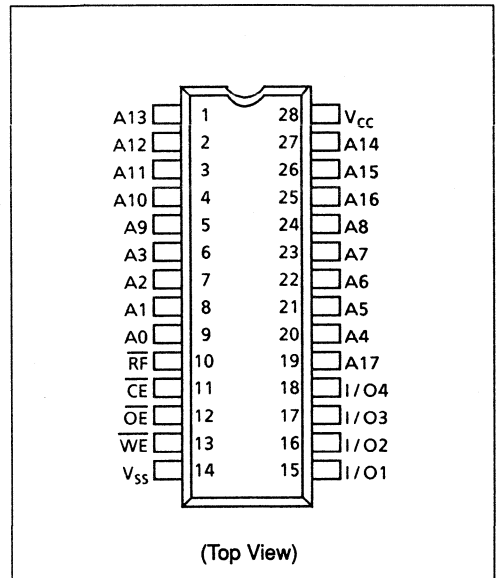 A13 1 28 VCC
A12 2 27 A14
A11 3 26 A15
A10 4 25 A16
A9 5 24 A8
A3 6 23 A7
A2 7 22 A6
A1 8 21 A5
A0 9 20 A4
RF 10 19 A17
CE 11 18 I/O4
OE 12 17 I/O3
WE 13 16 I/O2
VSS 14 15 I/O1
(Top View)